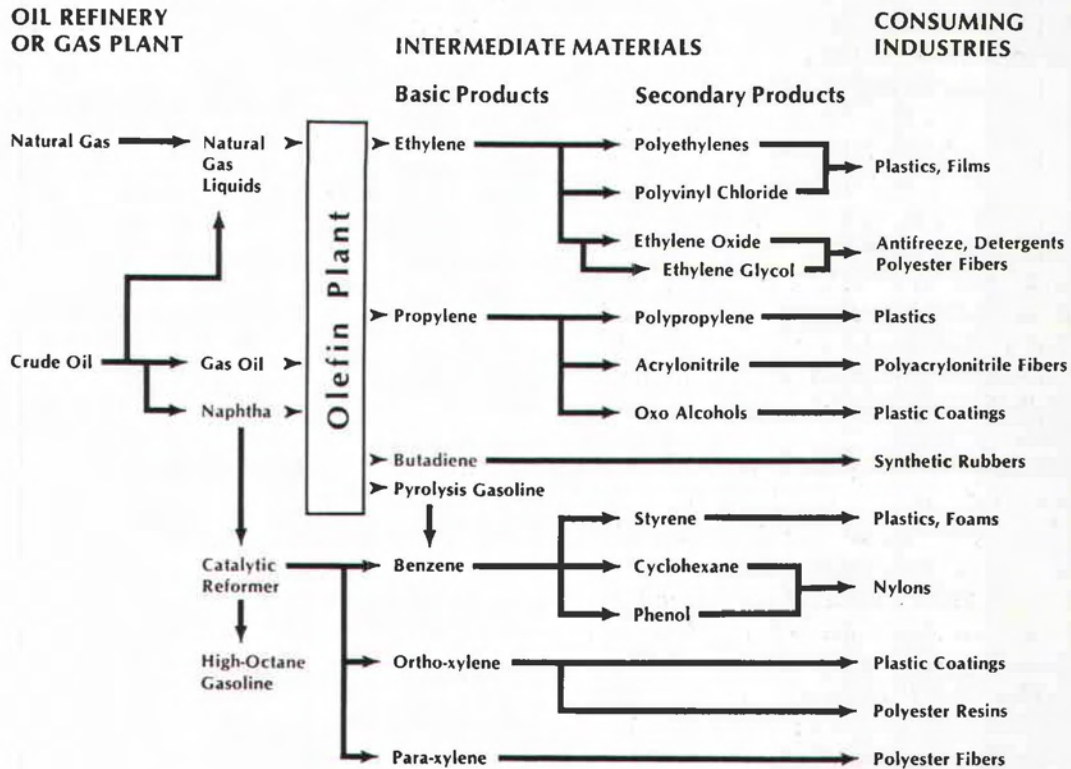 OIL REFINERY
OR GAS PLANT
INTERMEDIATE MATERIALS
CONSUMING
INDUSTRIES
Basic Products
Secondary Products
Natural Gas
Natural
Gas
Liquids
Olefin Plant
Ethylene
Polyethylenes
Plastics, Films
Polyvinyl Chloride
Ethylene Oxide
Ethylene Glycol
Antifreeze, Detergents
Polyester Fibers
Propylene
Polypropylene
Plastics
Crude Oil
Gas Oil
Acrylonitrile
Polyacrylonitrile Fibers
Naphtha
Oxo Alcohols
Plastic Coatings
Butadiene
Synthetic Rubbers
Pyrolysis Gasoline
Styrene
Plastics, Foams
Catalytic
Reformer
Benzene
Cyclohexane
Nylons
Phenol
High-Octane
Gasoline
Ortho-xylene
Plastic Coatings
Polyester Resins
Para-xylene
Polyester Fibers